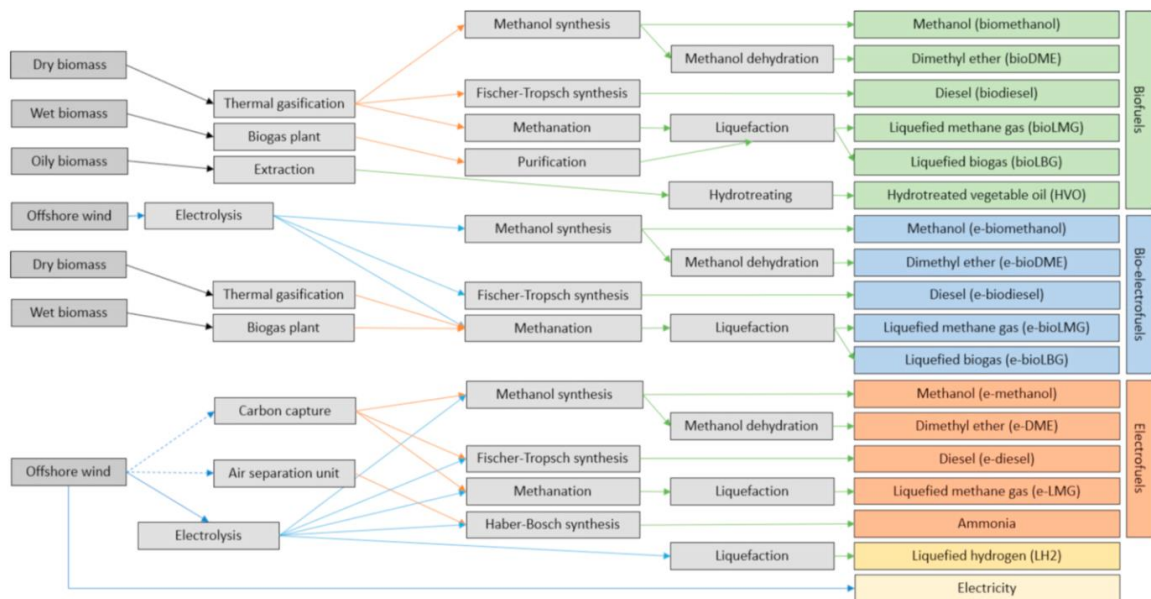 Methanol synthesis
Methanol (biomethanol)
Dry biomass
Methanol dehydration
Dimethyl ether (bioDME)
Thermal gasification
Fischer-Tropsch synthesis
Diesel (biodiesel)
Wet biomass
Biogas plant
Methanation
Liquefaction
Liquefied methane gas (bioLMG)
Oily biomass
Extraction
Purification
Liquefied biogas (bioLBG)
Hydrotreating
Hydrotreated vegetable oil (HVO)
Biofuels
Offshore wind
Electrolysis
Methanol synthesis
Methanol (e-biomethanol)
Dry biomass
Methanol dehydration
Dimethyl ether (e-bioDME)
Thermal gasification
Fischer-Tropsch synthesis
Diesel (e-biodiesel)
Wet biomass
Biogas plant
Methanation
Liquefaction
Liquefied methane gas (e-bioLMG)
Liquefied biogas (e-bioLBG)
Bio-electrofuels
Carbon capture
Methanol synthesis
Methanol (e-methanol)
Methanol dehydration
Dimethyl ether (e-DME)
Offshore wind
Air separation unit
Fischer-Tropsch synthesis
Diesel (e-diesel)
Methanation
Liquefaction
Liquefied methane gas (e-LMG)
Electrolysis
Haber-Bosch synthesis
Ammonia
Electrofuels
Liquefaction
Liquefied hydrogen (LH2)
Electricity